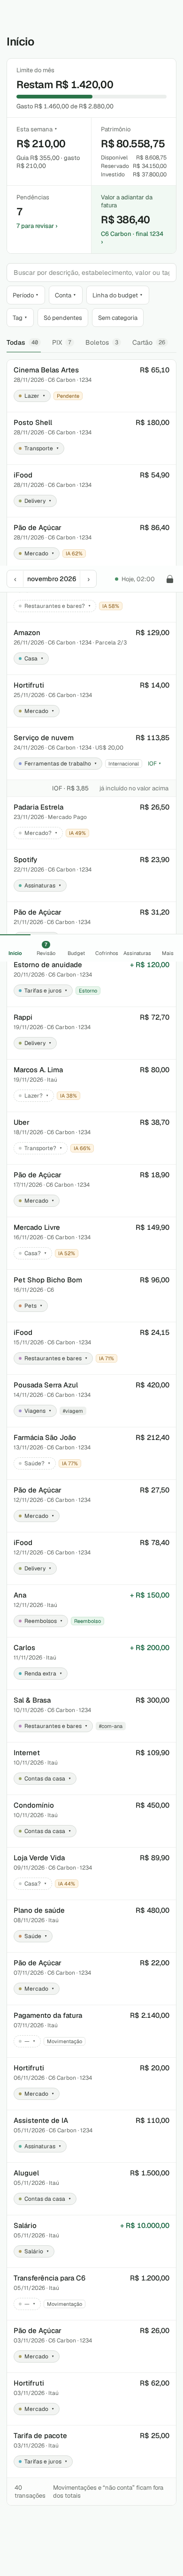 Início
Limite do mês
Restam R$ 1.420,00
Gasto R$ 1.460,00 de R$ 2.880,00
Esta semana
R$ 210,00
Guia R$ 355,00 · gasto
R$ 210,00
Patrimônio
R$ 80.558,75
Disponível R$ 8.608,75
Reservado R$ 34.150,00
Investido R$ 37.800,00
Pendências
7
7 para revisar ›
Valor a adiantar da
fatura
R$ 386,40
C6 Carbon · final 1234
›
Buscar por descrição, estabelecimento, valor ou tag
Período
Conta
Linha do budget
Tag
Só pendentes
Sem categoria
Todas 48
PIX 7
Boletos 3
Cartão 26
Cinema Belas Artes R$ 65,10
28/11/2026 · C6 Carbon · 1234
Lazer Pendente
Posto Shell R$ 180,00
28/11/2026 · C6 Carbon · 1234
Transporte
iFood R$ 54,90
28/11/2026 · C6 Carbon · 1234
Delivery
Pão de Açúcar R$ 86,40
28/11/2026 · C6 Carbon · 1234
Mercado IA 62%
‹ novembro 2026 › Hoje, 02:00
Restaurantes e bares? IA 58%
Amazon R$ 129,00
26/11/2026 · C6 Carbon · 1234 · Parcela 2/3
Casa
Hortifruti R$ 14,00
25/11/2026 · C6 Carbon · 1234
Mercado
Serviço de nuvem R$ 113,85
24/11/2026 · C6 Carbon · 1234 · US$ 20,00
Ferramentas de trabalho Internacional IOF
IOF · R$ 3,85 já incluído no valor acima
Padaria Estrela R$ 26,50
23/11/2026 · Mercado Pago
Mercado? IA 49%
Spotify R$ 23,90
22/11/2026 · C6 Carbon · 1234
Assinaturas
Pão de Açúcar R$ 31,20
21/11/2026 · C6 Carbon · 1234
7
Início Revisão Budget Cofrinhos Assinaturas Mais
Estorno de anuidade + R$ 120,00
20/11/2026 · C6 Carbon · 1234
Tarifas e juros Estorno
Rappi R$ 72,70
19/11/2026 · C6 Carbon · 1234
Delivery
Marcos A. Lima R$ 80,00
19/11/2026 · Itaú
Lazer? IA 38%
Uber R$ 38,70
18/11/2026 · C6 Carbon · 1234
Transporte? IA 66%
Pão de Açúcar R$ 18,90
17/11/2026 · C6 Carbon · 1234
Mercado
Mercado Livre R$ 149,90
16/11/2026 · C6 Carbon · 1234
Casa? IA 52%
Pet Shop Bicho Bom R$ 96,00
16/11/2026 · C6
Pets
iFood R$ 24,15
15/11/2026 · C6 Carbon · 1234
Restaurantes e bares IA 71%
Pousada Serra Azul R$ 420,00
14/11/2026 · C6 Carbon · 1234
Viagens #viagem
Farmácia São João R$ 212,40
13/11/2026 · C6 Carbon · 1234
Saúde? IA 77%
Pão de Açúcar R$ 27,50
12/11/2026 · C6 Carbon · 1234
Mercado
iFood R$ 78,40
12/11/2026 · C6 Carbon · 1234
Delivery
Ana + R$ 150,00
12/11/2026 · Itaú
Reembolsos Reembolso
Carlos + R$ 200,00
11/11/2026 · Itaú
Renda extra
Sal & Brasa R$ 300,00
10/11/2026 · C6 Carbon · 1234
Restaurantes e bares #com-ana
Internet R$ 109,90
10/11/2026 · Itaú
Contas da casa
Condomínio R$ 450,00
10/11/2026 · Itaú
Contas da casa
Loja Verde Vida R$ 89,90
09/11/2026 · C6 Carbon · 1234
Casa? IA 44%
Plano de saúde R$ 480,00
08/11/2026 · Itaú
Saúde
Pão de Açúcar R$ 22,00
07/11/2026 · C6 Carbon · 1234
Mercado
Pagamento da fatura R$ 2.140,00
07/11/2026 · Itaú
— Movimentação
Hortifruti R$ 20,00
06/11/2026 · C6 Carbon · 1234
Mercado
Assistente de IA R$ 110,00
05/11/2026 · C6 Carbon · 1234
Assinaturas
Aluguel R$ 1.500,00
05/11/2026 · Itaú
Contas da casa
Salário + R$ 10.000,00
05/11/2026 · Itaú
Salário
Transferência para C6 R$ 1.200,00
05/11/2026 · Itaú
— Movimentação
Pão de Açúcar R$ 26,00
03/11/2026 · C6 Carbon · 1234
Mercado
Hortifruti R$ 62,00
03/11/2026 · Itaú
Mercado
Tarifa de pacote R$ 25,00
03/11/2026 · Itaú
Tarifas e juros
40
transações
Movimentações e “não conta” ficam fora
dos totais